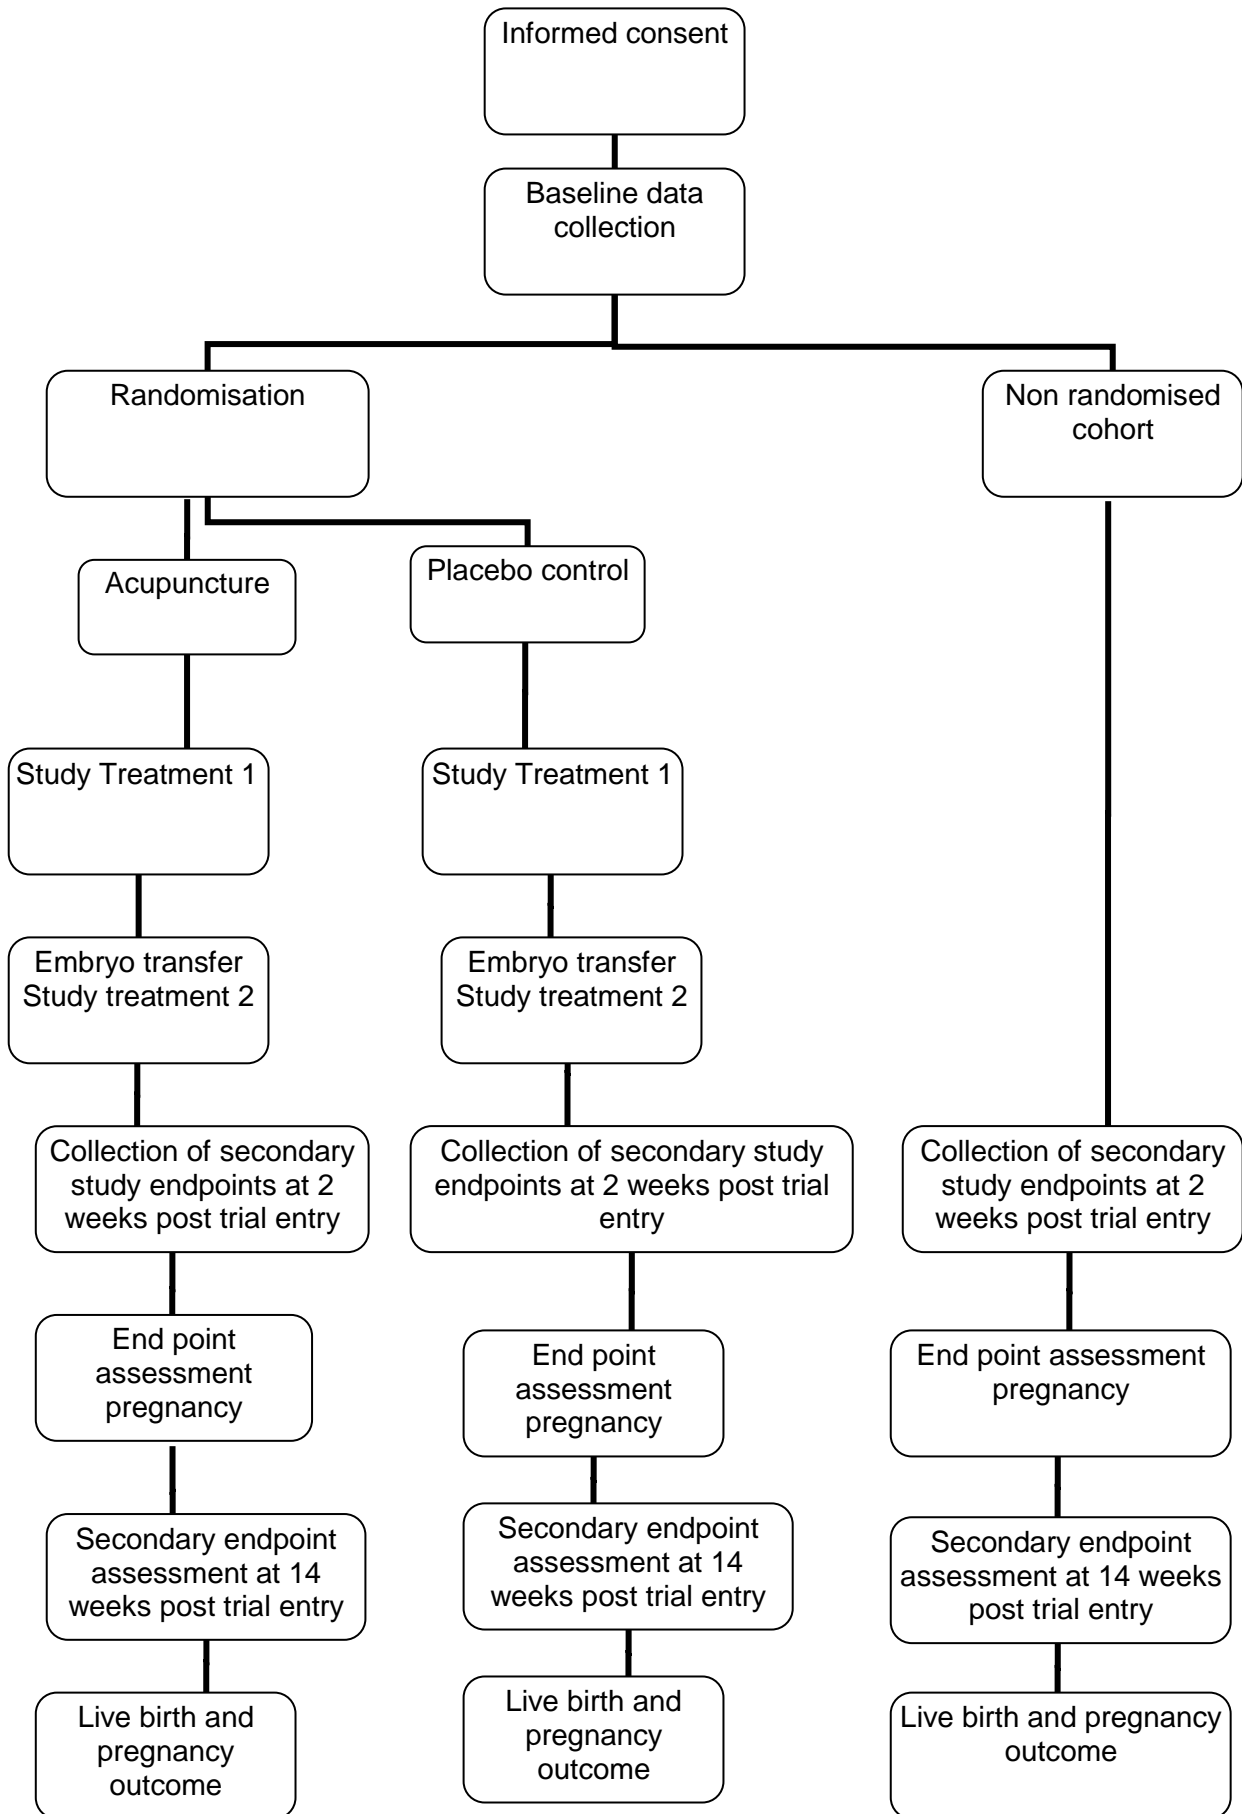 Informed consent
Baseline data
collection
Randomisation
Non randomised
cohort
Acupuncture
Placebo control
Study Treatment 1
Study Treatment 1
Embryo transfer
Study treatment 2
Embryo transfer
Study treatment 2
Collection of secondary
study endpoints at 2
weeks post trial entry
Collection of secondary study
endpoints at 2 weeks post trial
entry
Collection of secondary
study endpoints at 2
weeks post trial entry
End point
assessment
pregnancy
End point
assessment
pregnancy
End point assessment
pregnancy
Secondary endpoint
assessment at 14
weeks post trial entry
Secondary endpoint
assessment at 14
weeks post trial entry
Secondary endpoint
assessment at 14 weeks
post trial entry
Live birth and
pregnancy
outcome
Live birth and
pregnancy
outcome
Live birth and pregnancy
outcome